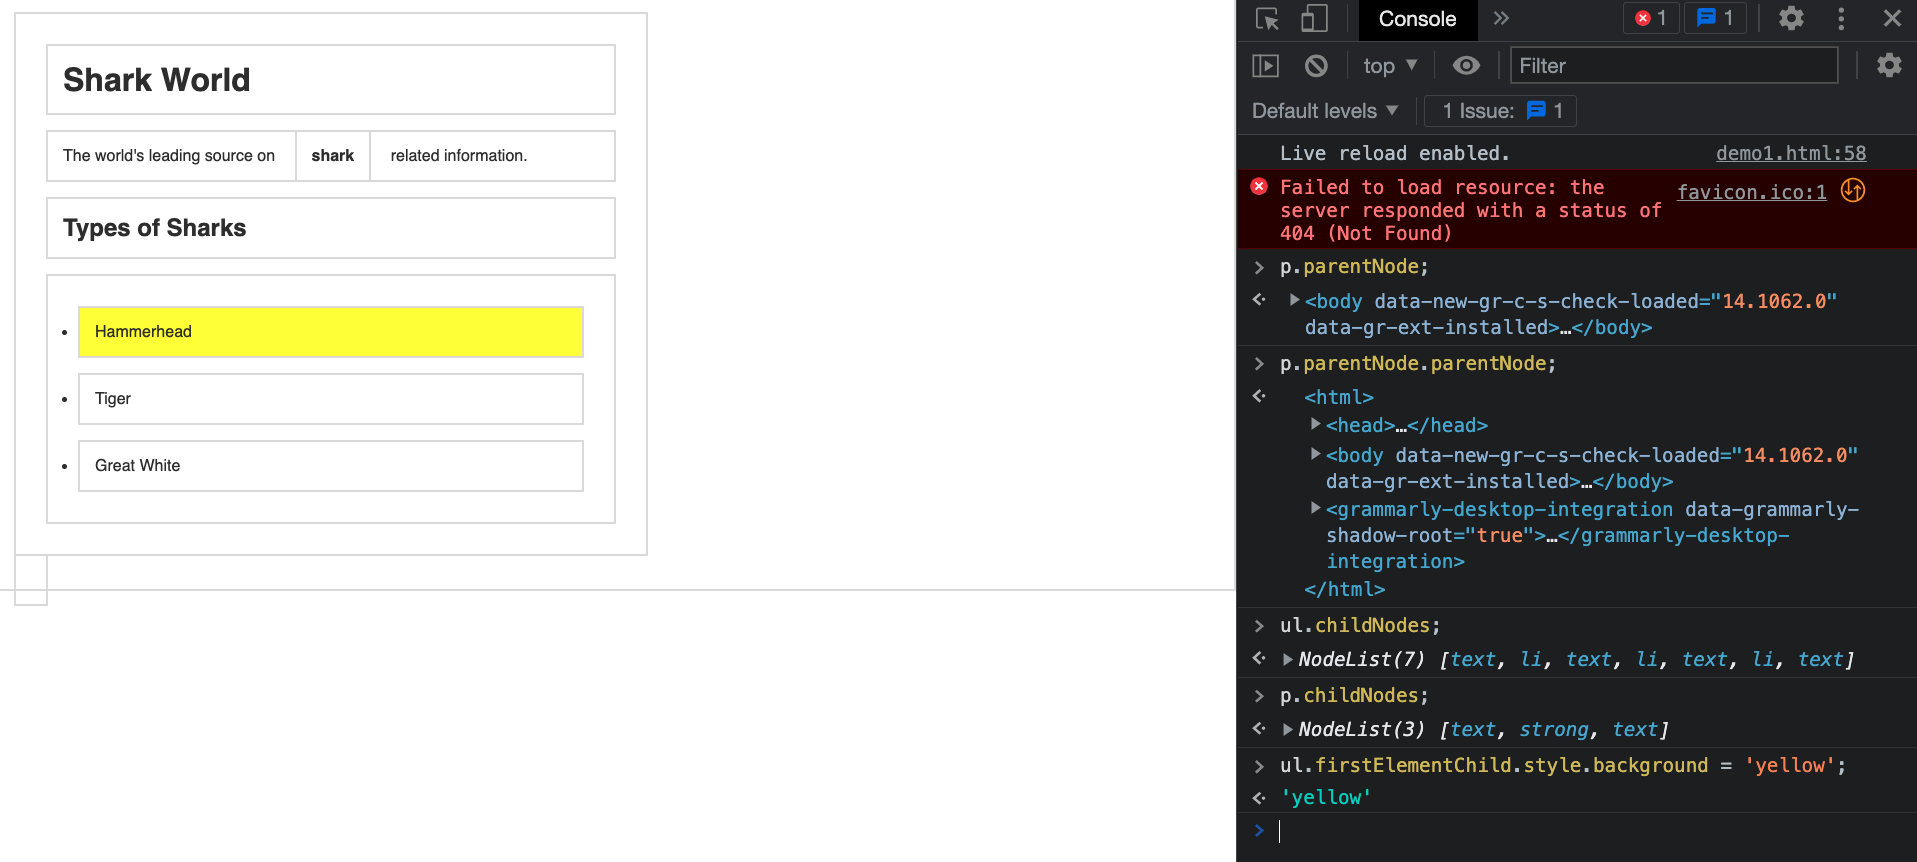 Shark World
The world's leading source on shark related information.
Types of Sharks
• Hammerhead
• Tiger
• Great White
Console » 1 1
top ▼ Filter
Default levels ▼ 1 Issue: 1
Live reload enabled. demo1.html:58
Failed to load resource: the favicon.ico:1
server responded with a status of
404 (Not Found)
> p.parentNode;
<body data-new-gr-c-s-check-loaded="14.1062.0"
data-gr-ext-installed>…</body>
> p.parentNode.parentNode;
<html>
<head>…</head>
<body data-new-gr-c-s-check-loaded="14.1062.0"
data-gr-ext-installed>…</body>
<grammarly-desktop-integration data-grammarly-
shadow-root="true">…</grammarly-desktop-
integration>
</html>
> ul.childNodes;
NodeList(7) [text, li, text, li, text, li, text]
> p.childNodes;
NodeList(3) [text, strong, text]
> ul.firstElementChild.style.background = 'yellow';
'yellow'
>